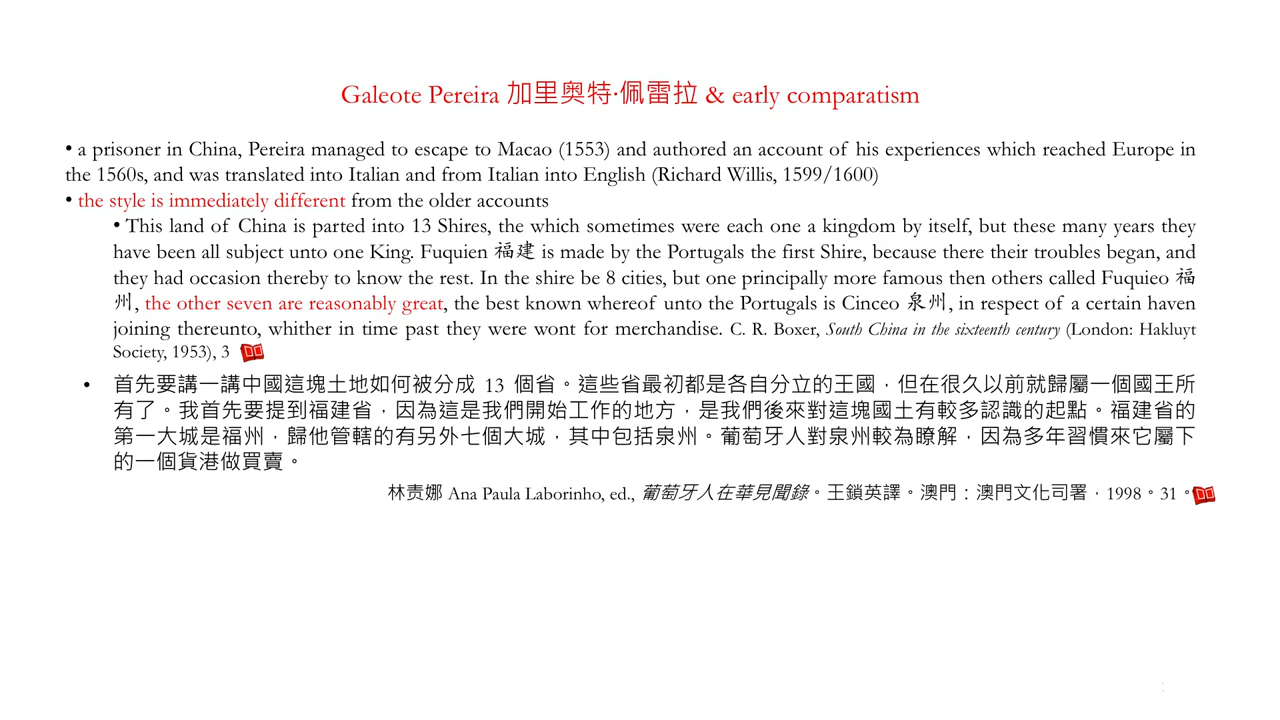 Galeote Pereira 加里奧特·佩雷拉 & early comparatism
• a prisoner in China, Pereira managed to escape to Macao (1553) and authored an account of his experiences which reached Europe in
the 1560s, and was translated into Italian and from Italian into English (Richard Willis, 1599/1600)
• the style is immediately different from the older accounts
• This land of China is parted into 13 Shires, the which sometimes were each one a kingdom by itself, but these many years they
have been all subject unto one King. Fuquien 福建 is made by the Portugals the first Shire, because there their troubles began, and
they had occasion thereby to know the rest. In the shire be 8 cities, but one principally more famous then others called Fuquieo 福
州, the other seven are reasonably great, the best known whereof unto the Portugals is Cinceo 泉州, in respect of a certain haven
joining thereunto, whither in time past they were wont for merchandise. C. R. Boxer, South China in the sixteenth century (London: Hakluyt
Society, 1953), 3
• 首先要講一講中國這塊土地如何被分成 13 個省。這些省最初都是各自分立的王國，但在很久以前就歸屬一個國王所
有了。我首先要提到福建省，因為這是我們開始工作的地方，是我們後來對這塊國土有較多認識的起點。福建省的
第一大城是福州，歸他管轄的有另外七個大城，其中包括泉州。葡萄牙人對泉州較為瞭解，因為多年習慣來它屬下
的一個貨港做買賣。
林责娜 Ana Paula Laborinho, ed., 葡萄牙人在華見聞錄。王鎖英譯。澳門：澳門文化司署，1998。31。